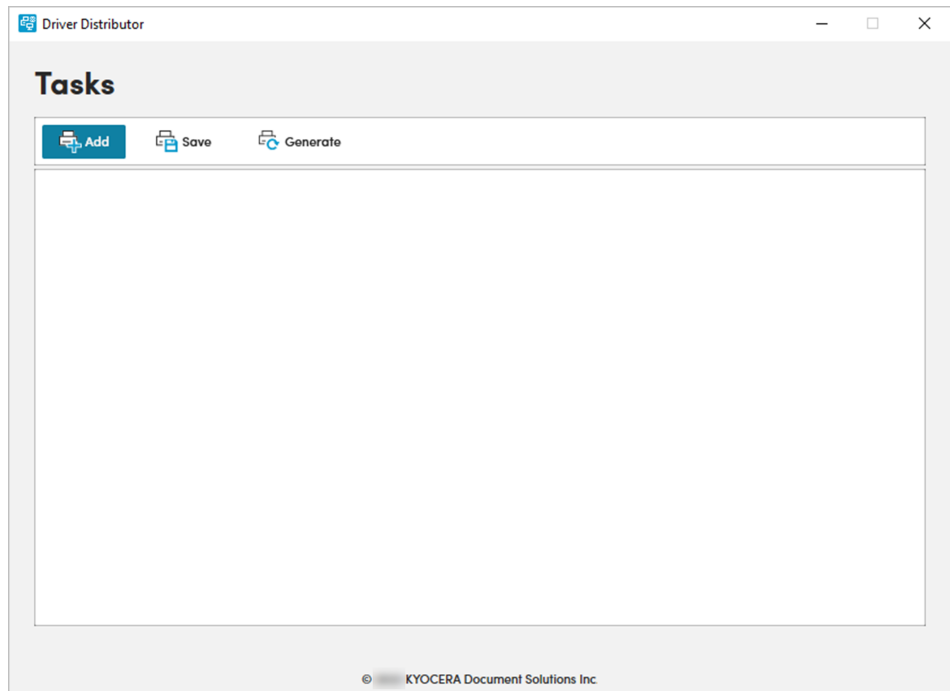 Driver Distributor
Tasks
Add Save Generate
© KYOCERA Document Solutions Inc